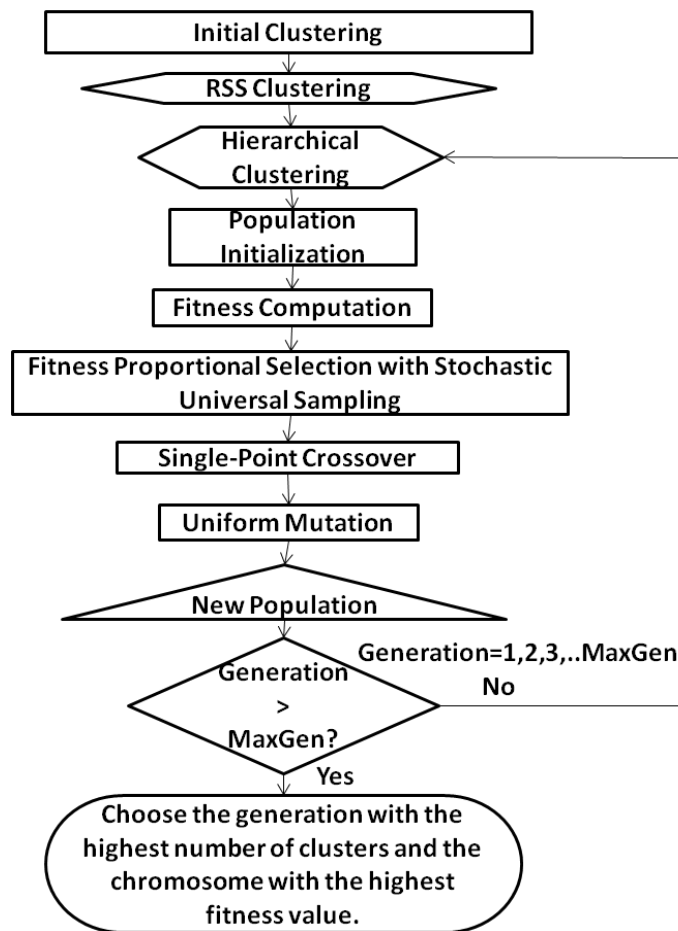 Initial Clustering
RSS Clustering
Hierarchical
Clustering
Population
Initialization
Fitness Computation
Fitness Proportional Selection with Stochastic
Universal Sampling
Single-Point Crossover
Uniform Mutation
New Population
Generation=1,2,3,..MaxGen
Generation
>
MaxGen?
No
Yes
Choose the generation with the
highest number of clusters and the
chromosome with the highest
fitness value.